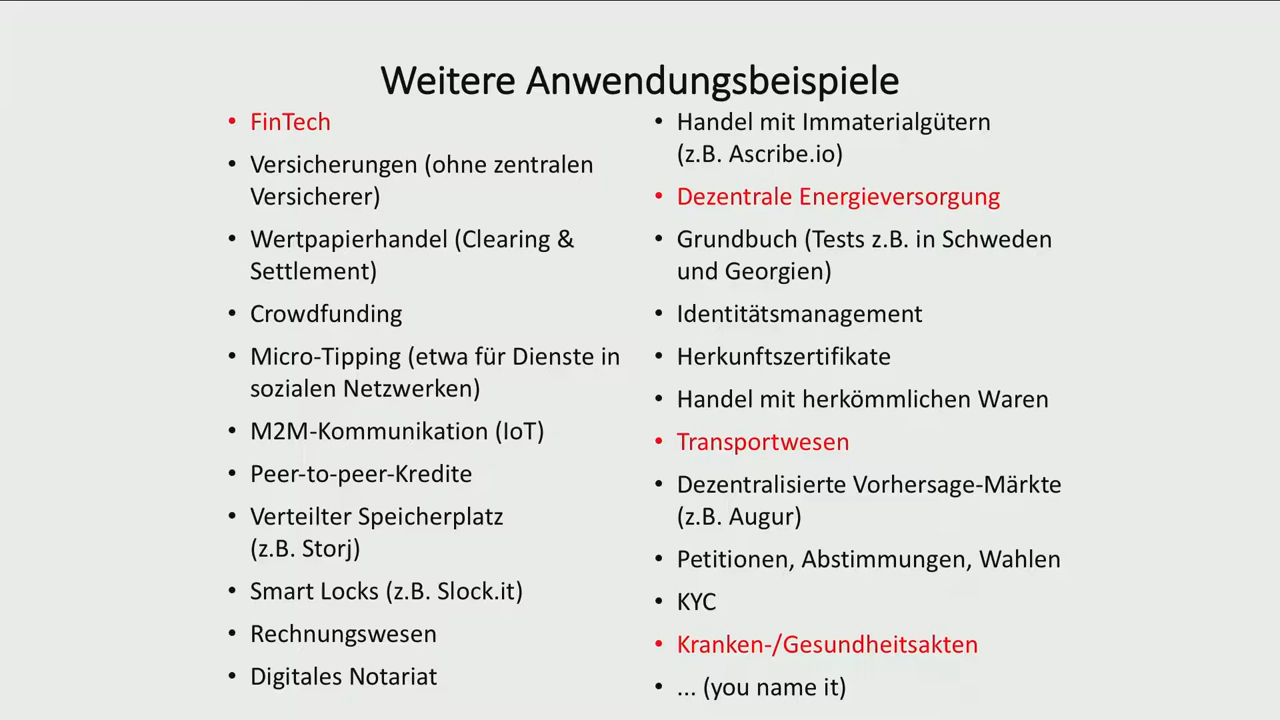 Weitere Anwendungsbeispiele
• FinTech
• Versicherungen (ohne zentralen
Versicherer)
• Wertpapierhandel (Clearing &
Settlement)
• Crowdfunding
• Micro-Tipping (etwa für Dienste in
sozialen Netzwerken)
• M2M-Kommunikation (IoT)
• Peer-to-peer-Kredite
• Verteilter Speicherplatz
(z.B. Storj)
• Smart Locks (z.B. Slock.it)
• Rechnungswesen
• Digitales Notariat
• Handel mit Immaterialgütern
(z.B. Ascribe.io)
• Dezentrale Energieversorgung
• Grundbuch (Tests z.B. in Schweden
und Georgien)
• Identitätsmanagement
• Herkunftszertifikate
• Handel mit herkömmlichen Waren
• Transportwesen
• Dezentralisierte Vorhersage-Märkte
(z.B. Augur)
• Petitionen, Abstimmungen, Wahlen
• KYC
• Kranken-/Gesundheitsakten
• ... (you name it)